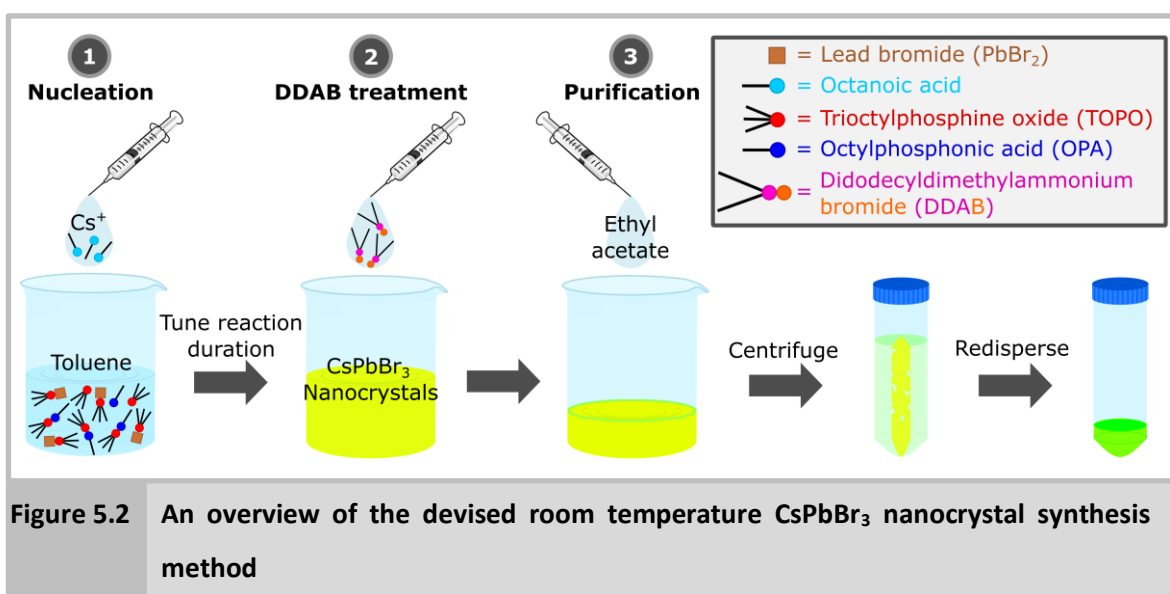 1
Nucleation
2
DDAB treatment
3
Purification
= Lead bromide (PbBr₂)
= Octanoic acid
= Trioctylphosphine oxide (TOPO)
= Octylphosphonic acid (OPA)
= Didodecyldimethylammonium
bromide (DDAB)
Cs⁺
Ethyl
acetate
Toluene
Tune reaction
duration
CsPbBr₃
Nanocrystals
Centrifuge
Redisperse
Figure 5.2 An overview of the devised room temperature CsPbBr₃ nanocrystal synthesis
method